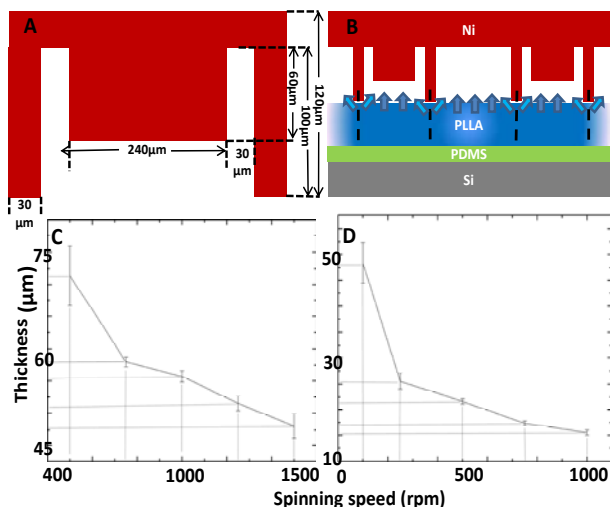 A
60µm
100µm
120µm
240µm
30
µm
30
µm
B
Ni
PLLA
PDMS
Si
C
75
60
45
Thickness (µm)
400
1000
1500
D
50
30
10
0
500
1000
Spinning speed (rpm)